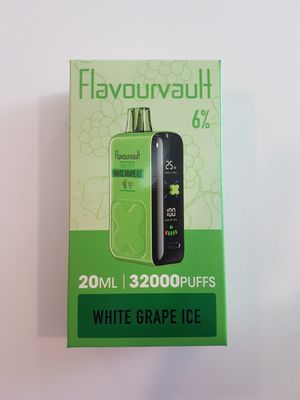 Flavourvault
6%
Flavourvault
WHITE GRAPE ICE
25
100
20ML | 32000PUFFS
WHITE GRAPE ICE